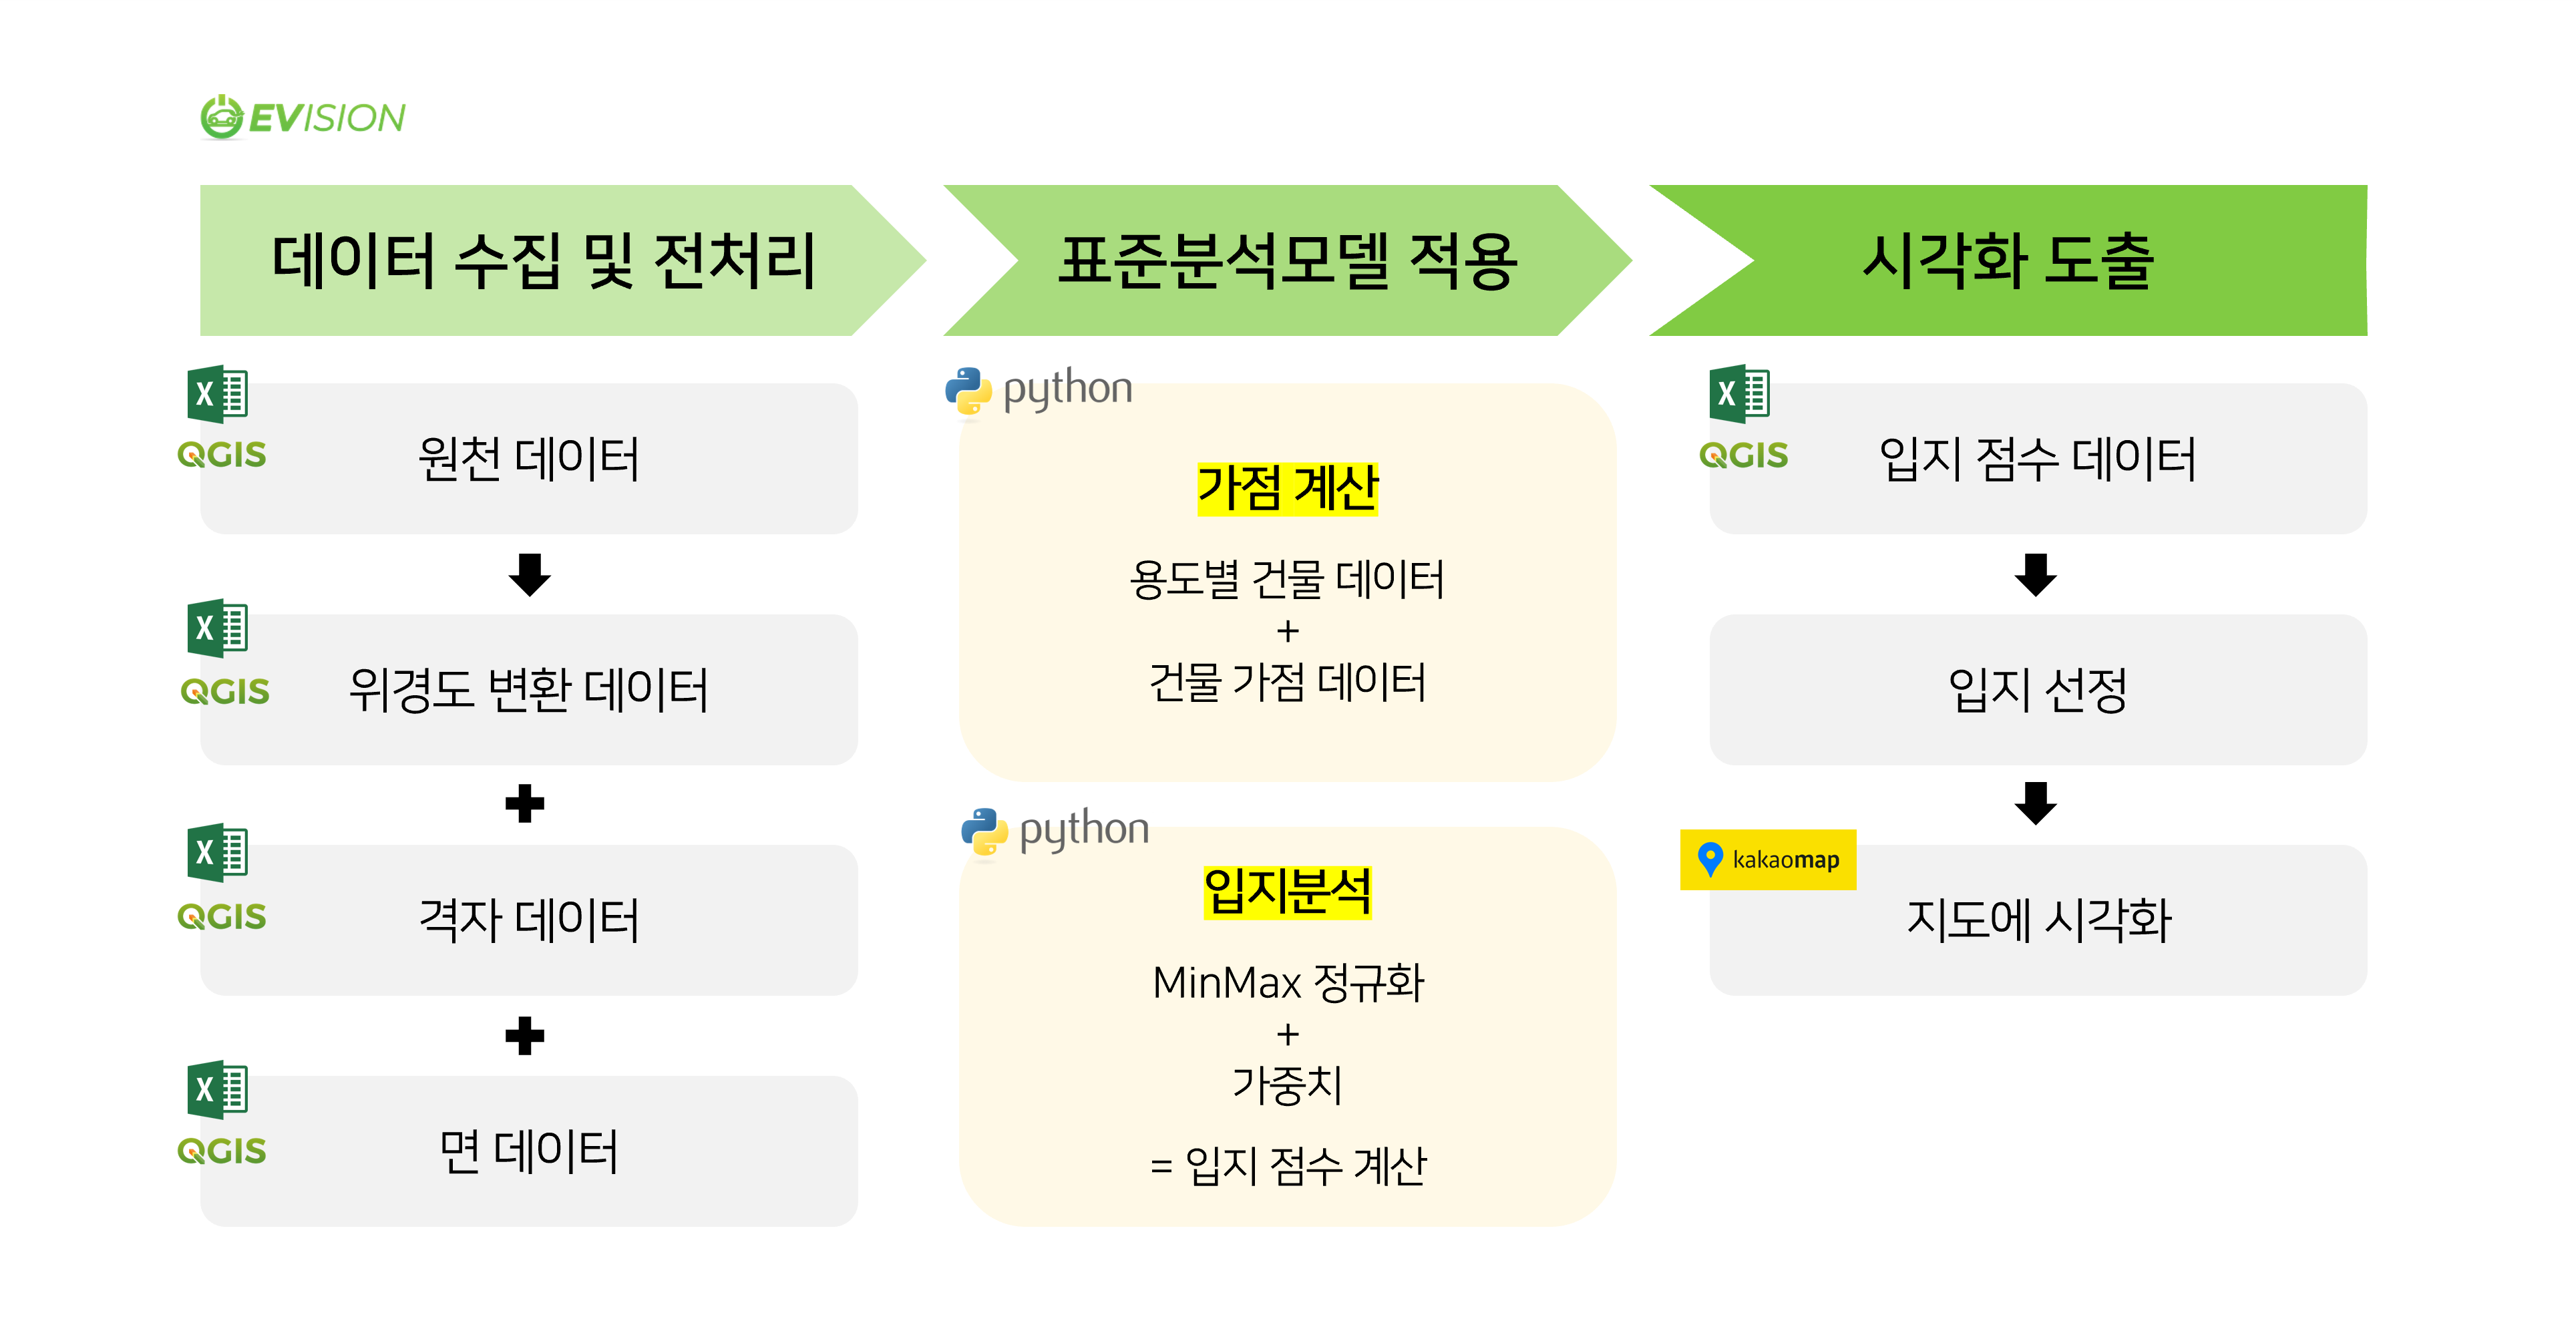 EVISION
데이터 수집 및 전처리
표준분석모델 적용
시각화 도출
X
QGIS
원천 데이터
X
QGIS
위경도 변환 데이터
X
QGIS
격자 데이터
X
QGIS
면 데이터
python
가점 계산
용도별 건물 데이터
+
건물 가점 데이터
python
입지분석
MinMax 정규화
+
가중치
= 입지 점수 계산
X
QGIS
입지 점수 데이터
입지 선정
kakaomap
지도에 시각화